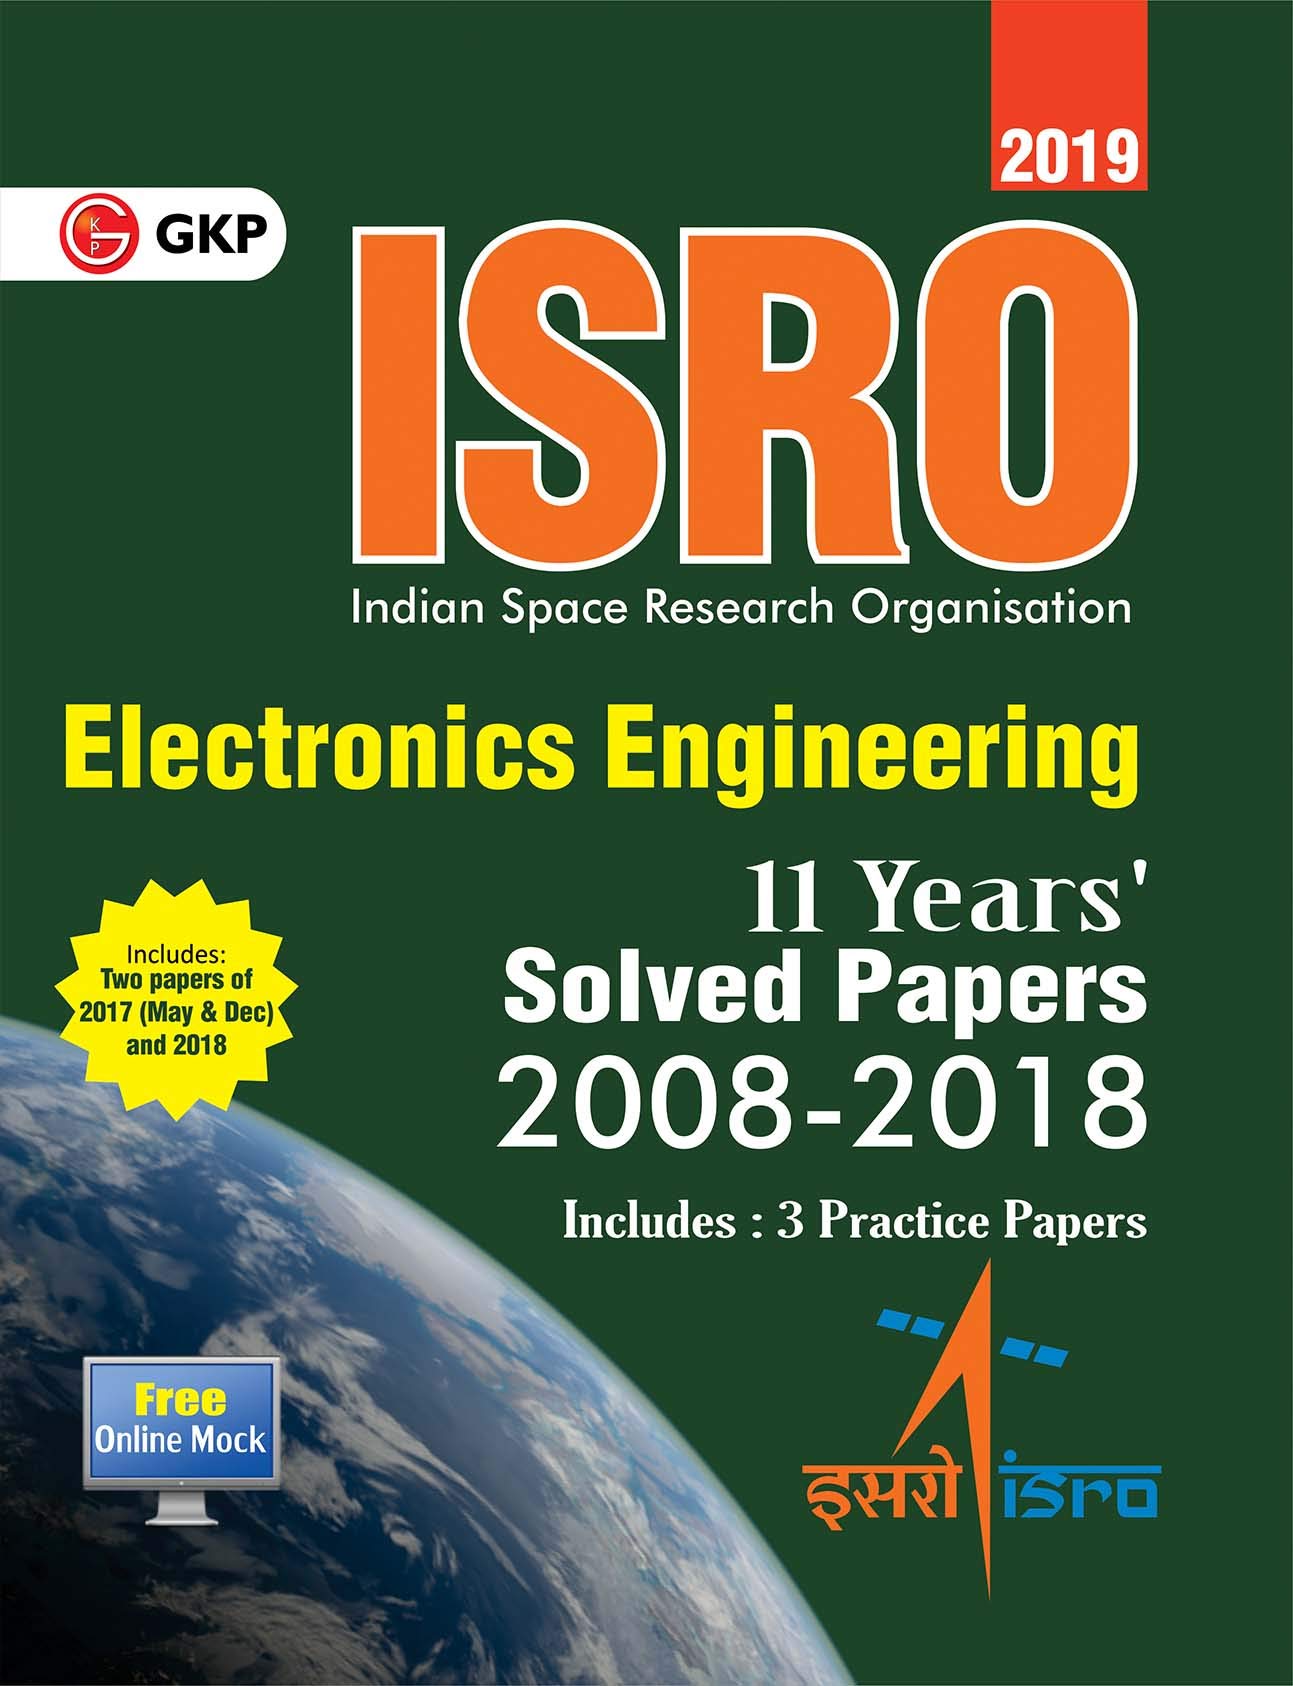 2019
K
G
P
GKP
ISRO
Indian Space Research Organisation
Electronics Engineering
11 Years'
Solved Papers
2008-2018
Includes:
Two papers of
2017 (May & Dec)
and 2018
Includes : 3 Practice Papers
Free
Online Mock
इसरो isro